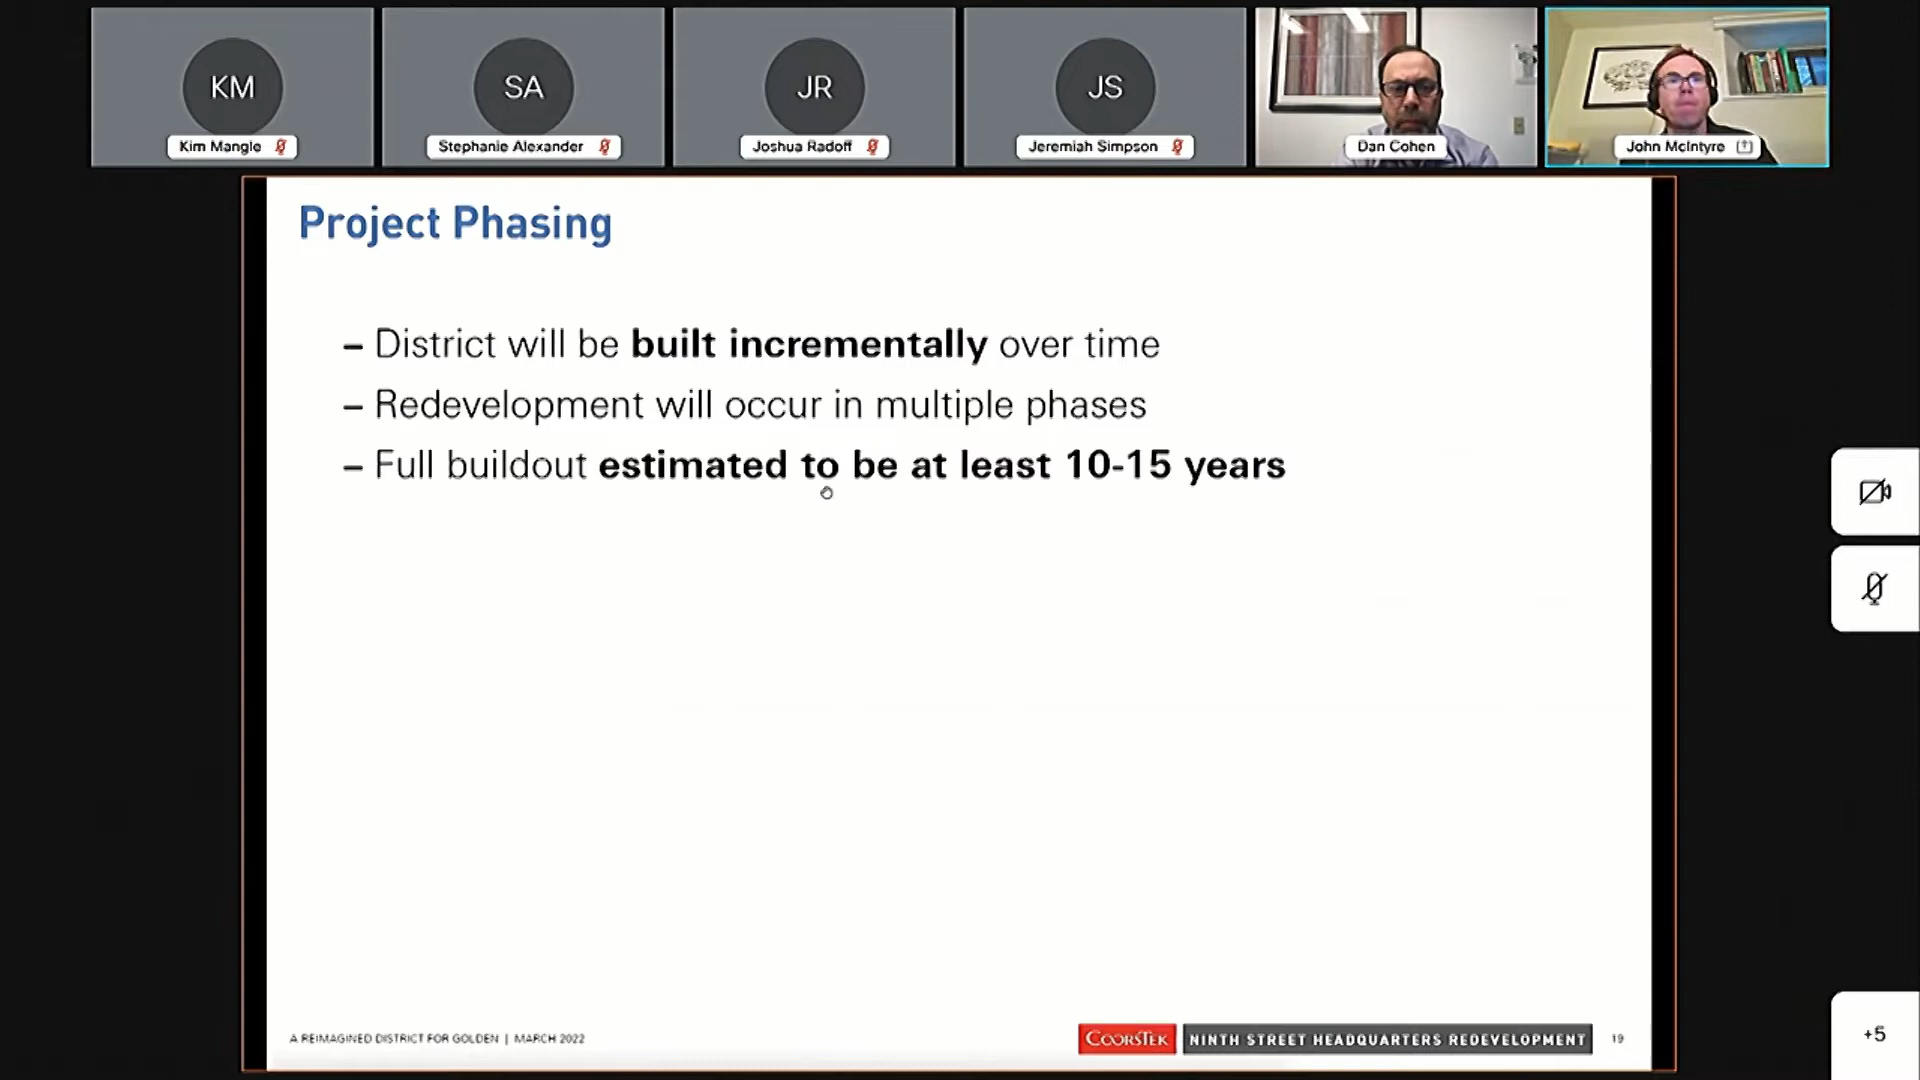 KM
SA
JR
JS
Kim Mangle
Stephanie Alexander
Joshua Radoff
Jeremiah Simpson
Dan Cohen
John McIntyre
Project Phasing
– District will be built incrementally over time
– Redevelopment will occur in multiple phases
– Full buildout estimated to be at least 10-15 years
A REIMAGINED DISTRICT FOR GOLDEN | MARCH 2022
COORSTEK
NINTH STREET HEADQUARTERS REDEVELOPMENT
19
+5